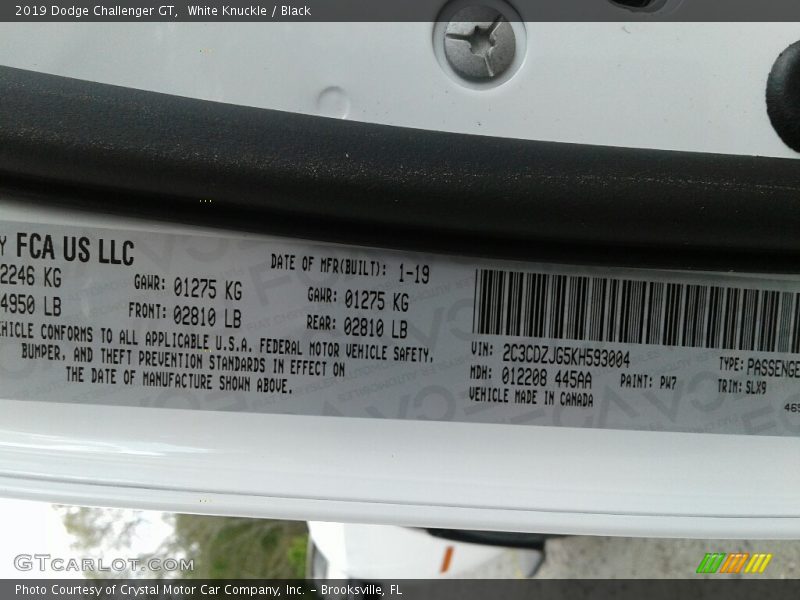 2019 Dodge Challenger GT, White Knuckle / Black
FCA US LLC
DATE OF MFR(BUILT): 1-19
2246 KG
GAWR: 01275 KG
GAWR: 01275 KG
4950 LB
FRONT: 02810 LB
REAR: 02810 LB
EHICLE CONFORMS TO ALL APPLICABLE U.S.A. FEDERAL MOTOR VEHICLE SAFETY,
BUMPER, AND THEFT PREVENTION STANDARDS IN EFFECT ON
THE DATE OF MANUFACTURE SHOWN ABOVE.
VIN: 2C3CDZJG5KH593004
TYPE: PASSENGE
MDH: 012208 445AA
PAINT: PW7
TRIM: SLX9
VEHICLE MADE IN CANADA
465
GTCARLOT.COM
Photo Courtesy of Crystal Motor Car Company, Inc. – Brooksville, FL